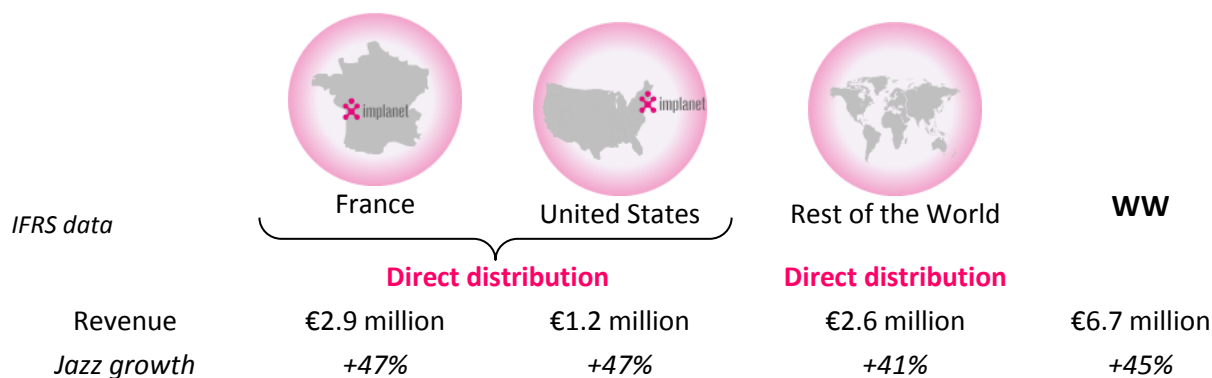 implanet
implanet
France United States Rest of the World WW
IFRS data
Direct distribution Direct distribution
Revenue €2.9 million €1.2 million €2.6 million €6.7 million
Jazz growth +47% +47% +41% +45%